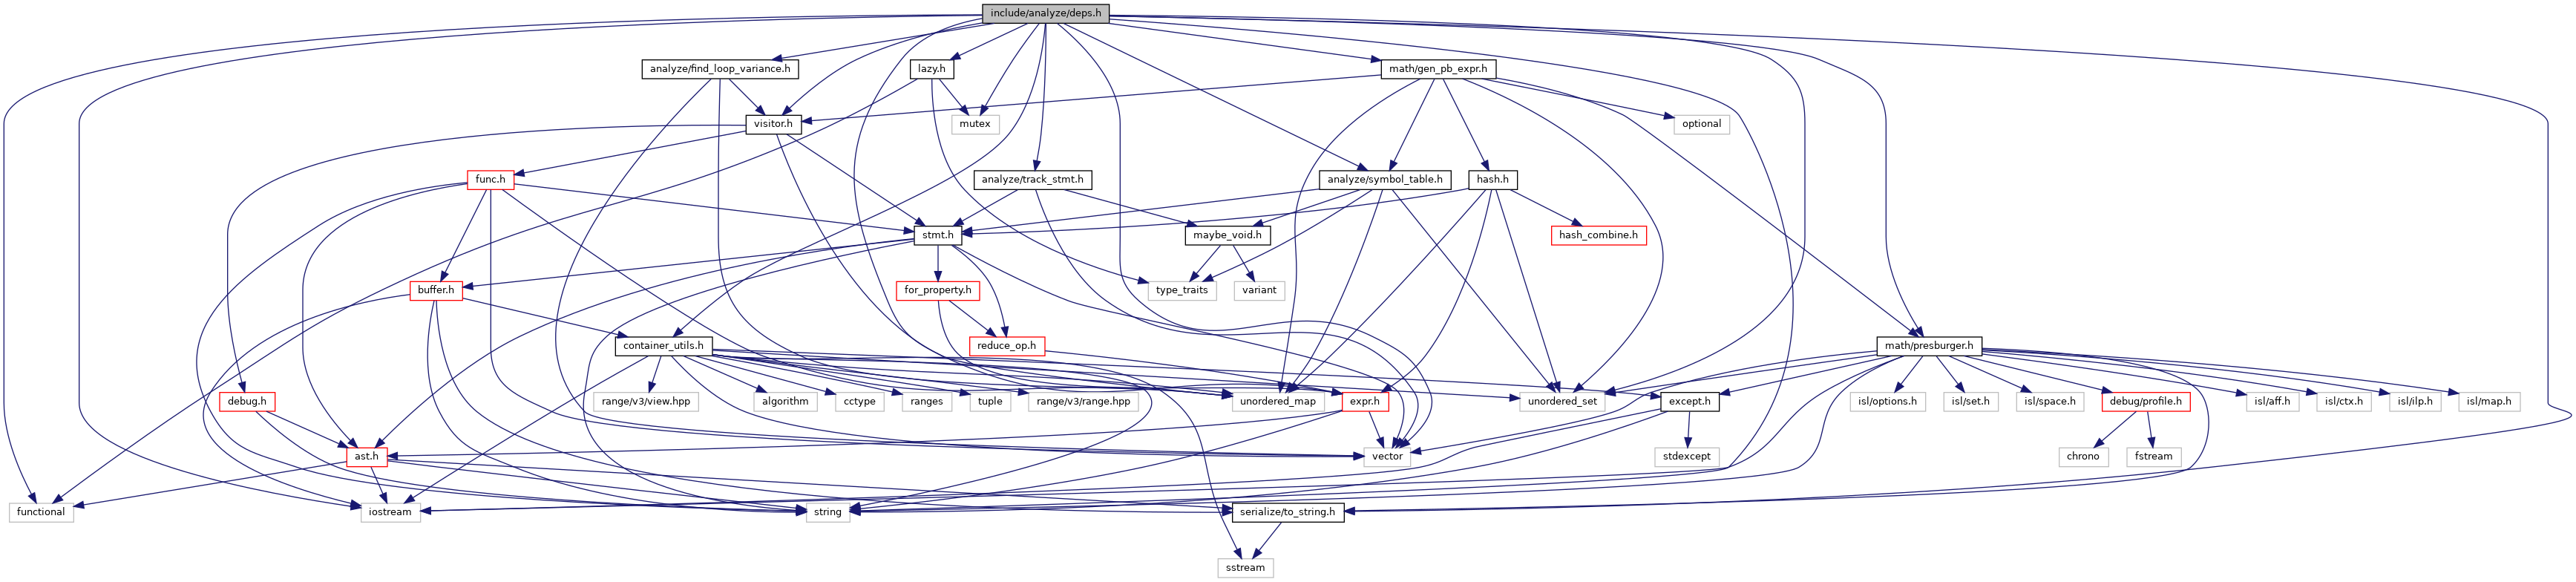 include/analyze/deps.h
analyze/find_loop_variance.h
lazy.h
math/gen_pb_expr.h
visitor.h
mutex
optional
func.h
analyze/track_stmt.h
analyze/symbol_table.h
hash.h
stmt.h
maybe_void.h
hash_combine.h
buffer.h
for_property.h
type_traits
variant
container_utils.h
reduce_op.h
math/presburger.h
debug.h
range/v3/view.hpp
algorithm
cctype
ranges
tuple
range/v3/range.hpp
unordered_map
expr.h
unordered_set
except.h
isl/options.h
isl/set.h
isl/space.h
debug/profile.h
isl/aff.h
isl/ctx.h
isl/ilp.h
isl/map.h
ast.h
vector
stdexcept
chrono
fstream
functional
iostream
string
serialize/to_string.h
sstream